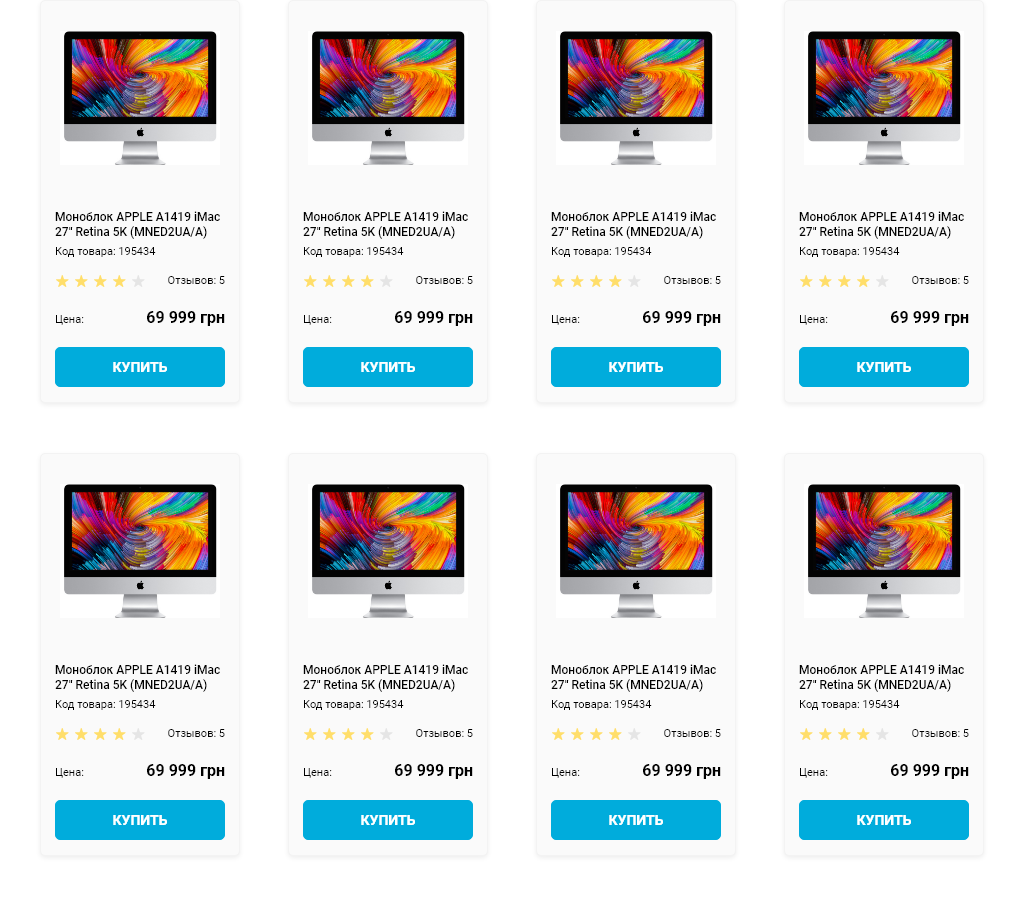 Моноблок APPLE A1419 iMac
27" Retina 5K (MNED2UA/A)
Код товара: 195434
Отзывов: 5
Цена: 69 999 грн
КУПИТЬ
Моноблок APPLE A1419 iMac
27" Retina 5K (MNED2UA/A)
Код товара: 195434
Отзывов: 5
Цена: 69 999 грн
КУПИТЬ
Моноблок APPLE A1419 iMac
27" Retina 5K (MNED2UA/A)
Код товара: 195434
Отзывов: 5
Цена: 69 999 грн
КУПИТЬ
Моноблок APPLE A1419 iMac
27" Retina 5K (MNED2UA/A)
Код товара: 195434
Отзывов: 5
Цена: 69 999 грн
КУПИТЬ
Моноблок APPLE A1419 iMac
27" Retina 5K (MNED2UA/A)
Код товара: 195434
Отзывов: 5
Цена: 69 999 грн
КУПИТЬ
Моноблок APPLE A1419 iMac
27" Retina 5K (MNED2UA/A)
Код товара: 195434
Отзывов: 5
Цена: 69 999 грн
КУПИТЬ
Моноблок APPLE A1419 iMac
27" Retina 5K (MNED2UA/A)
Код товара: 195434
Отзывов: 5
Цена: 69 999 грн
КУПИТЬ
Моноблок APPLE A1419 iMac
27" Retina 5K (MNED2UA/A)
Код товара: 195434
Отзывов: 5
Цена: 69 999 грн
КУПИТЬ